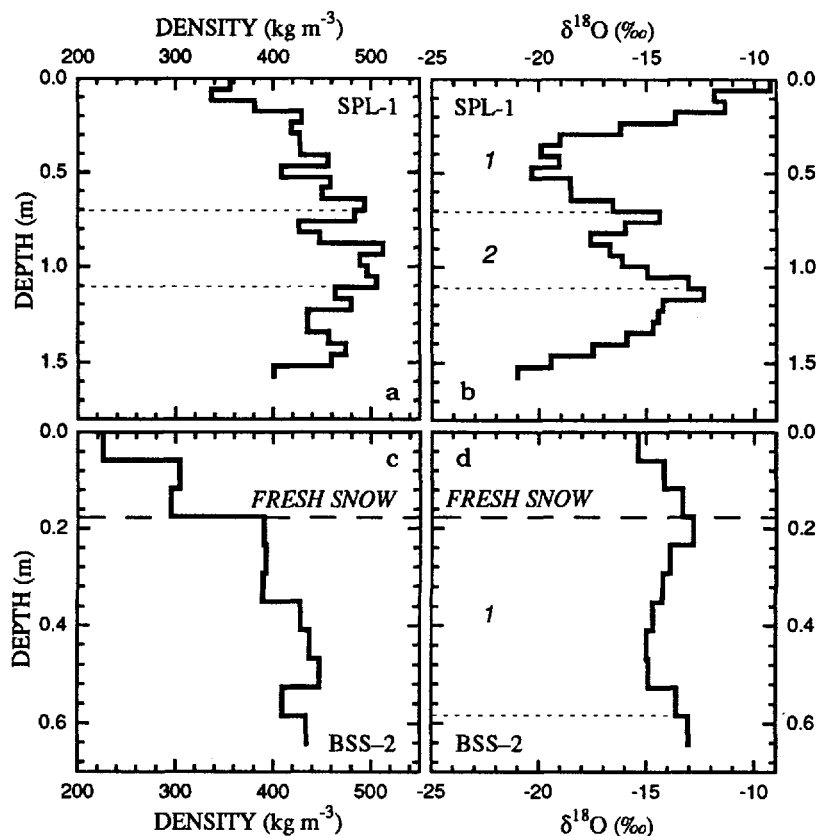 DENSITY (kg m⁻³)
δ¹⁸O (‰)
200 300 400 500
-25 -20 -15 -10
0.0 0.0
SPL-1 SPL-1
1
0.5 0.5
2
DEPTH (m)
1.0 1.0
1.5 1.5
a b
0.0 0.0
c d
FRESH SNOW FRESH SNOW
0.2 0.2
1
DEPTH (m)
0.4 0.4
0.6 0.6
BSS–2 BSS–2
200 300 400 500
-25 -20 -15 -10
DENSITY (kg m⁻³)
δ¹⁸O (‰)